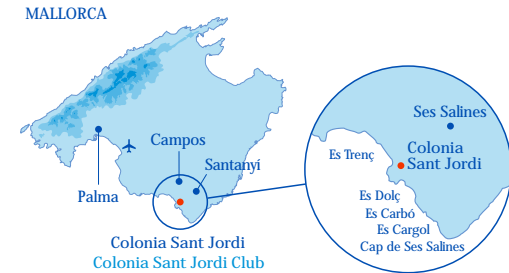 MALLORCA
Campos
Santanyí
Palma
Colonia Sant Jordi
Colonia Sant Jordi Club
Ses Salines
Colonia
Sant Jordi
Es Trenç
Es Dolç
Es Carbó
Es Cargol
Cap de Ses Salines